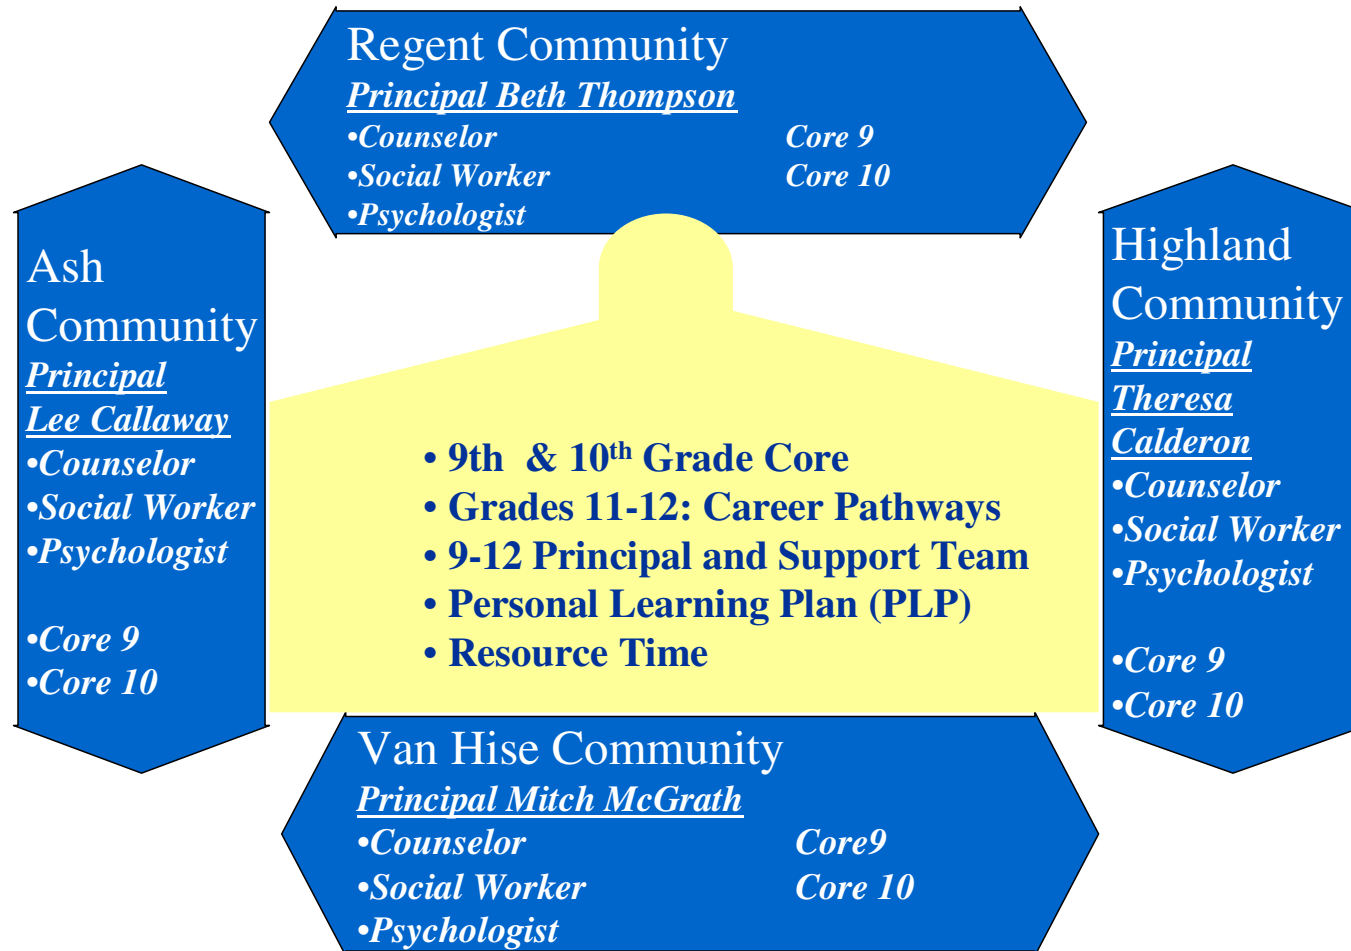 Regent Community
Principal Beth Thompson
•Counselor Core 9
•Social Worker Core 10
•Psychologist
Ash
Community
Principal
Lee Callaway
•Counselor
•Social Worker
•Psychologist
•Core 9
•Core 10
• 9th & 10th Grade Core
• Grades 11-12: Career Pathways
• 9-12 Principal and Support Team
• Personal Learning Plan (PLP)
• Resource Time
Highland
Community
Principal
Theresa
Calderon
•Counselor
•Social Worker
•Psychologist
•Core 9
•Core 10
Van Hise Community
Principal Mitch McGrath
•Counselor Core9
•Social Worker Core 10
•Psychologist